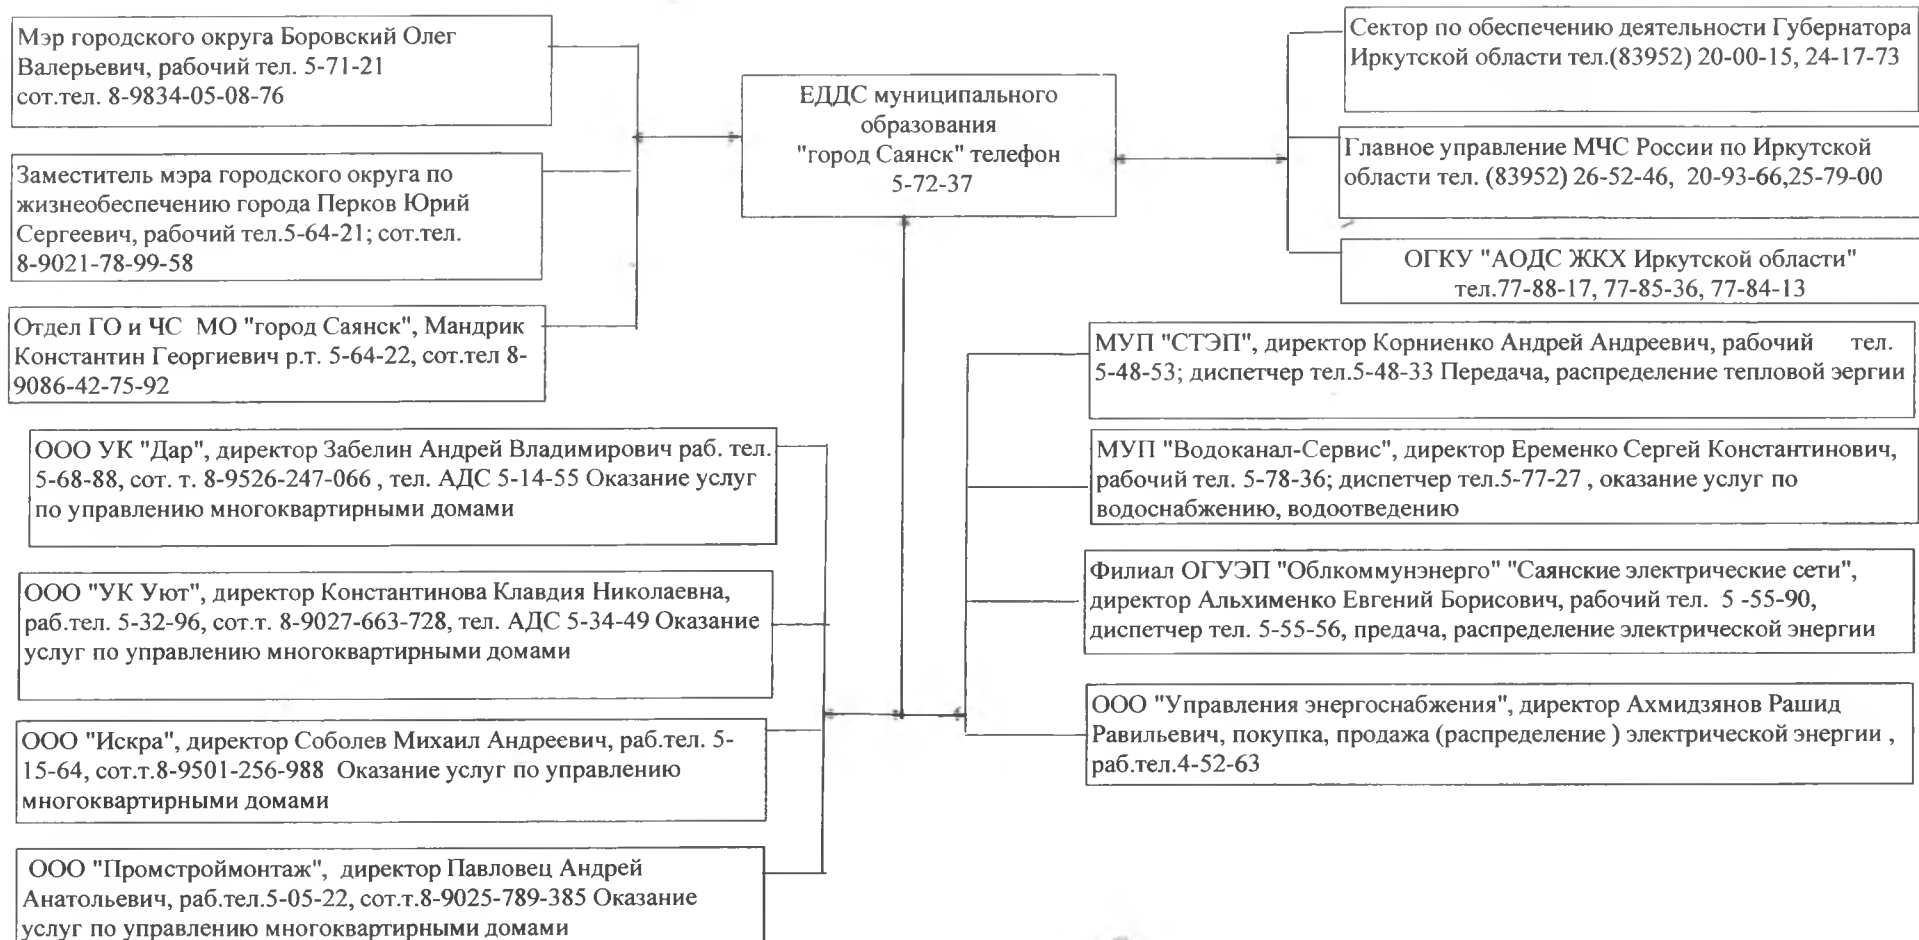 Мэр городского округа Боровский Олег
Валерьевич, рабочий тел. 5-71-21
сот.тел. 8-9834-05-08-76
Заместитель мэра городского округа по
жизнеобеспечению города Перков Юрий
Сергеевич, рабочий тел.5-64-21; сот.тел.
8-9021-78-99-58
Отдел ГО и ЧС МО "город Саянск", Мандрик
Константин Георгиевич р.т. 5-64-22, сот.тел 8-
9086-42-75-92
ЕДДС муниципального
образования
"город Саянск" телефон
5-72-37
Сектор по обеспечению деятельности Губернатора
Иркутской области тел.(83952) 20-00-15, 24-17-73
Главное управление МЧС России по Иркутской
области тел. (83952) 26-52-46, 20-93-66,25-79-00
ОГКУ "АОДС ЖКХ Иркутской области"
тел.77-88-17, 77-85-36, 77-84-13
ООО УК "Дар", директор Забелин Андрей Владимирович раб. тел.
5-68-88, сот. т. 8-9526-247-066 , тел. АДС 5-14-55 Оказание услуг
по управлению многоквартирными домами
ООО "УК Уют", директор Константинова Клавдия Николаевна,
раб.тел. 5-32-96, сот.т. 8-9027-663-728, тел. АДС 5-34-49 Оказание
услуг по управлению многоквартирными домами
ООО "Искра", директор Соболев Михаил Андреевич, раб.тел. 5-
15-64, сот.т.8-9501-256-988 Оказание услуг по управлению
многоквартирными домами
ООО "Промстроймонтаж", директор Павловец Андрей
Анатольевич, раб.тел.5-05-22, сот.т.8-9025-789-385 Оказание
услуг по управлению многоквартирными домами
МУП "СТЭП", директор Корниенко Андрей Андреевич, рабочий тел.
5-48-53; диспетчер тел.5-48-33 Передача, распределение тепловой эергии
МУП "Водоканал-Сервис", директор Еременко Сергей Константинович,
рабочий тел. 5-78-36; диспетчер тел.5-77-27 , оказание услуг по
водоснабжению, водоотведению
Филиал ОГУЭП "Облкоммунэнерго" "Саянские электрические сети",
директор Альхименко Евгений Борисович, рабочий тел. 5 -55-90,
диспетчер тел. 5-55-56, предача, распределение электрической энергии
ООО "Управления энергоснабжения", директор Ахмидзянов Рашид
Равильевич, покупка, продажа (распределение ) электрической энергии ,
раб.тел.4-52-63